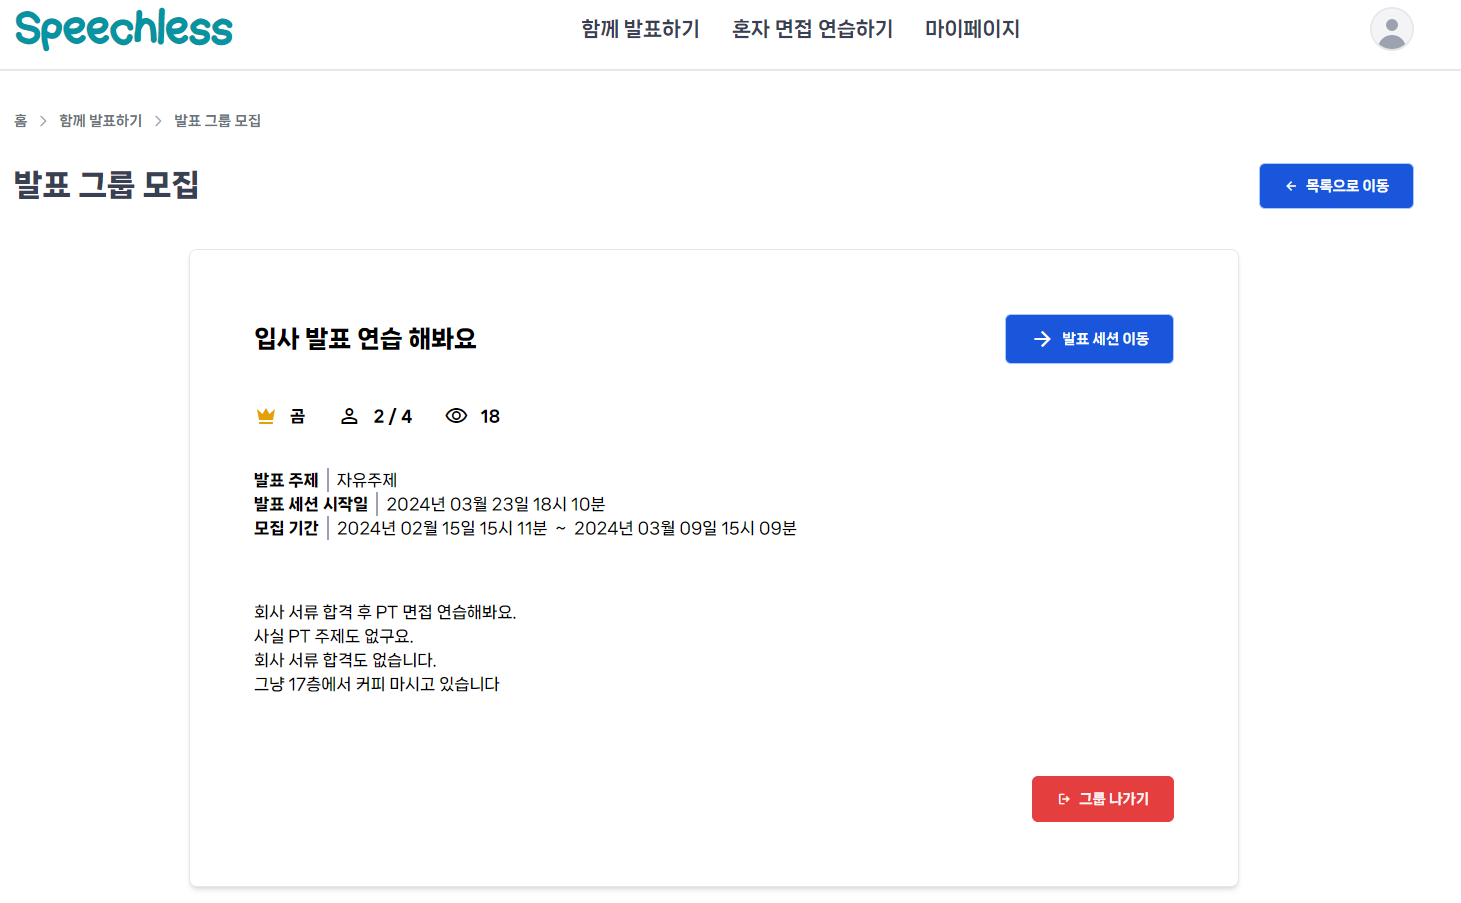 Speechless
함께 발표하기 혼자 면접 연습하기 마이페이지
홈 > 함께 발표하기 > 발표 그룹 모집
발표 그룹 모집
← 목록으로 이동
입사 발표 연습 해봐요
→ 발표 세션 이동
곰 2 / 4 18
발표 주제 | 자유주제
발표 세션 시작일 | 2024년 03월 23일 18시 10분
모집 기간 | 2024년 02월 15일 15시 11분 ~ 2024년 03월 09일 15시 09분
회사 서류 합격 후 PT 면접 연습해봐요.
사실 PT 주제도 없구요.
회사 서류 합격도 없습니다.
그냥 17층에서 커피 마시고 있습니다
그룹 나가기